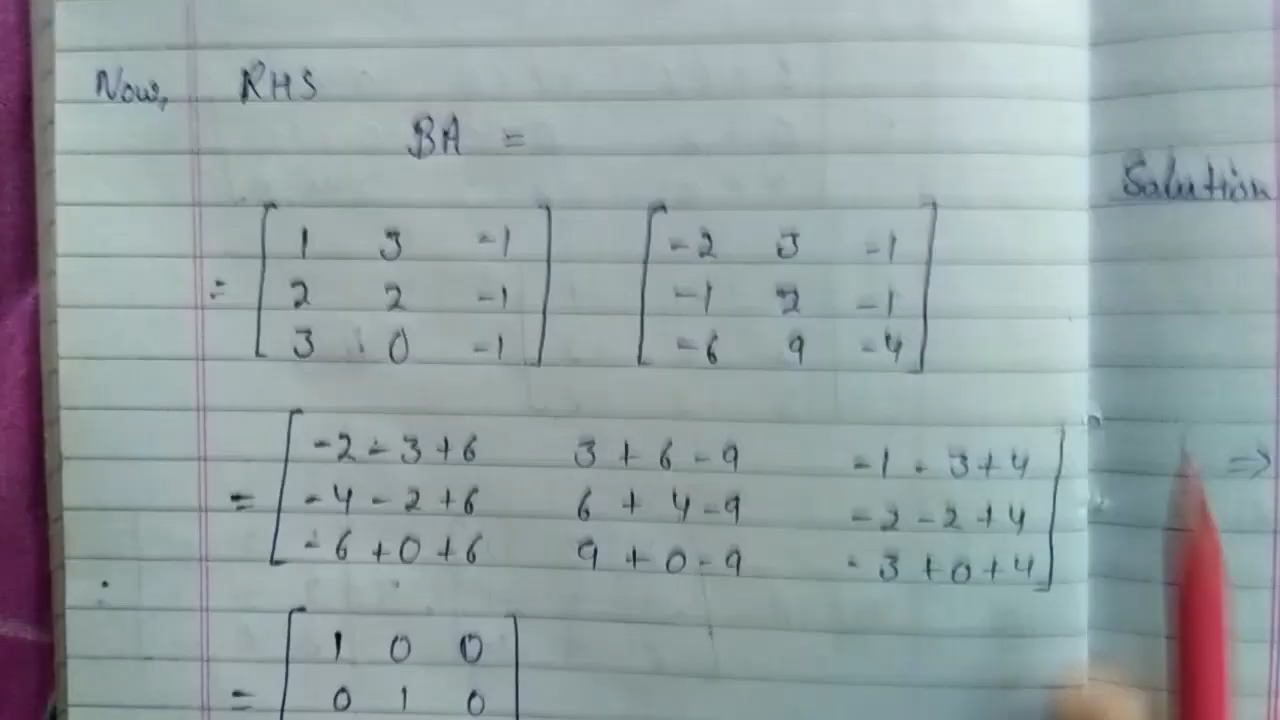 Now, RHS
BA =
Solution
= [ 1 3 -1 ] [ -2 3 -1 ]
[ 2 2 -1 ] [ -1 2 -1 ]
[ 3 0 -1 ] [ -6 9 -4 ]
= [ -2-3+6 3+6-9 -1-3+4 ] =>
[ -4-2+6 6+4-9 -2-2+4 ]
[ -6+0+6 9+0-9 -3+0+4 ]
= [ 1 0 0 ]
[ 0 1 0